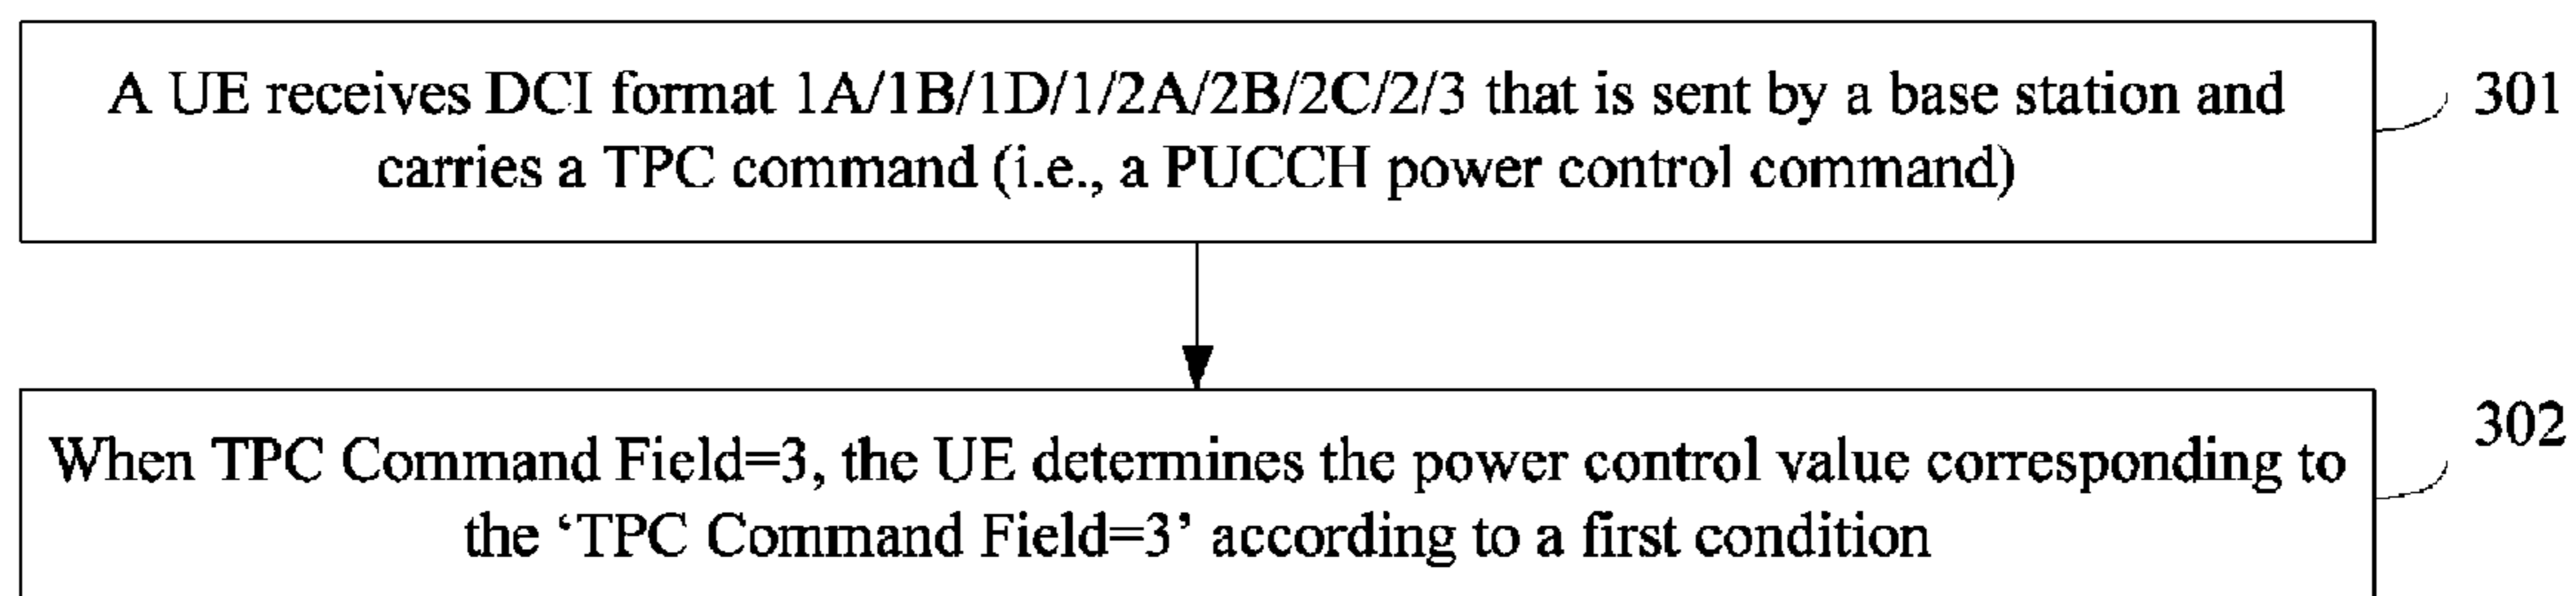 A UE receives DCI format 1A/1B/1D/1/2A/2B/2C/2/3 that is sent by a base station and
carries a TPC command (i.e., a PUCCH power control command)
301
When TPC Command Field=3, the UE determines the power control value corresponding to
the ‘TPC Command Field=3’ according to a first condition
302